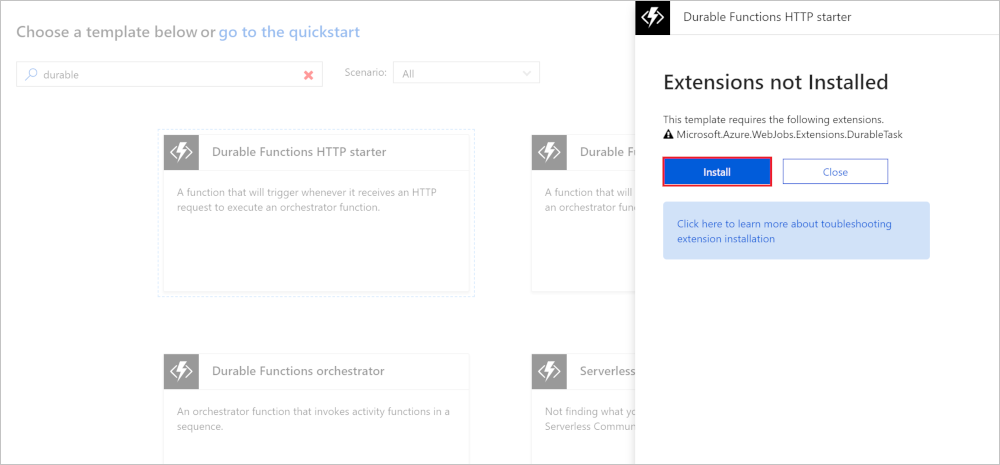 Choose a template below or go to the quickstart
durable
Scenario:
All
Durable Functions HTTP starter
A function that will trigger whenever it receives an HTTP
request to execute an orchestrator function.
Durable Fu
A function that will
an orchestrator func
Durable Functions orchestrator
An orchestrator function that invokes activity functions in a
sequence.
Serverless
Not finding what yo
Serverless Commun
Durable Functions HTTP starter
Extensions not Installed
This template requires the following extensions.
Microsoft.Azure.WebJobs.Extensions.DurableTask
Install
Close
Click here to learn more about toubleshooting
extension installation